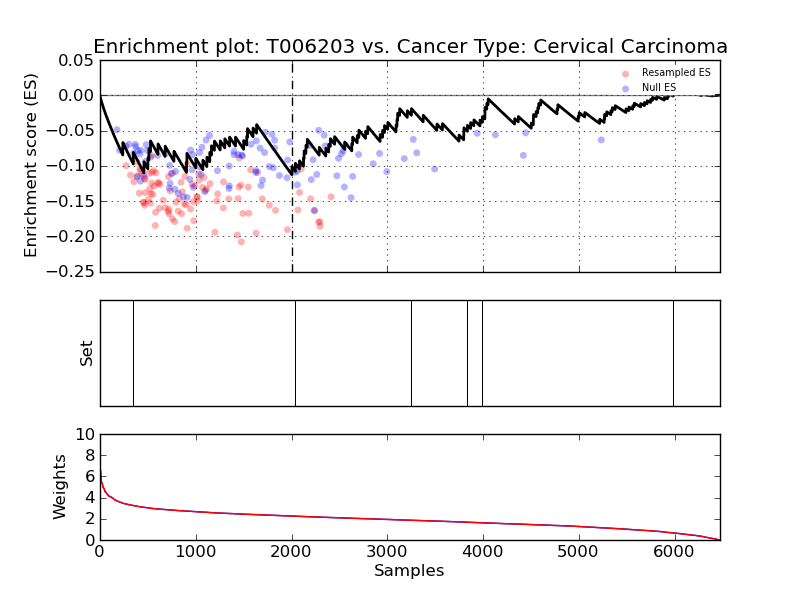 Enrichment plot: T006203 vs. Cancer Type: Cervical Carcinoma
Enrichment score (ES)
0.05
0.00
−0.05
−0.10
−0.15
−0.20
−0.25
Resampled ES
Null ES
Set
Weights
10
8
6
4
2
0
0 1000 2000 3000 4000 5000 6000
Samples